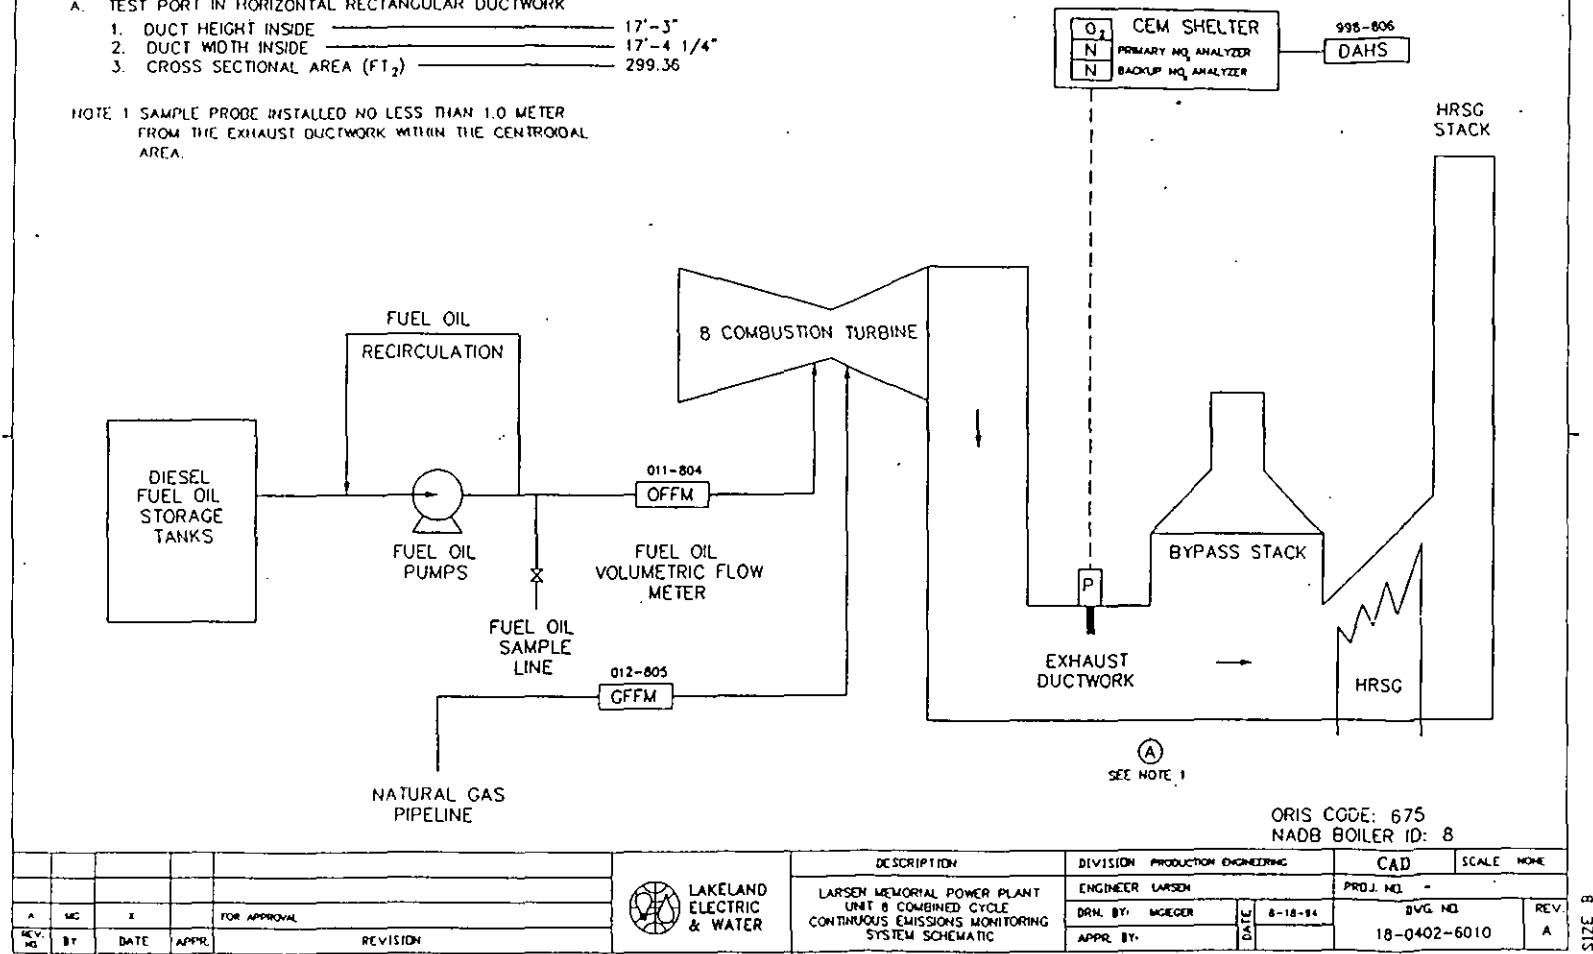 A. TEST PORT IN HORIZONTAL RECTANGULAR DUCTWORK
1. DUCT HEIGHT INSIDE 17'-3"
2. DUCT WIDTH INSIDE 17'-4 1/4"
3. CROSS SECTIONAL AREA (FT2) 299.36
NOTE 1 SAMPLE PROBE INSTALLED NO LESS THAN 1.0 METER
FROM THE EXHAUST DUCTWORK WITHIN THE CENTROIDAL
AREA.
O2 CEM SHELTER
N PRIMARY NOx ANALYZER
N BACKUP NOx ANALYZER
998-806
DAHS
HRSG
STACK
FUEL OIL
RECIRCULATION
8 COMBUSTION TURBINE
DIESEL
FUEL OIL
STORAGE
TANKS
FUEL OIL
PUMPS
011-804
OFFM
FUEL OIL
VOLUMETRIC FLOW
METER
FUEL OIL
SAMPLE
LINE
012-805
GFFM
NATURAL GAS
PIPELINE
P
BYPASS STACK
EXHAUST
DUCTWORK
HRSG
A
SEE NOTE 1
ORIS CODE: 675
NADB BOILER ID: 8
A MC X FOR APPROVAL
REV. NO. BY DATE APPR. REVISION
LAKELAND
ELECTRIC
& WATER
DESCRIPTION
LARSEN MEMORIAL POWER PLANT
UNIT 8 COMBINED CYCLE
CONTINUOUS EMISSIONS MONITORING
SYSTEM SCHEMATIC
DIVISION PRODUCTION ENGINEERING
ENGINEER LARSEN
DRN. BY: MCGEGER
APPR. BY:
DATE 8-18-94
CAD
SCALE NONE
PROJ. NO. -
DWG. NO.
18-0402-6010
REV.
A
SIZE B